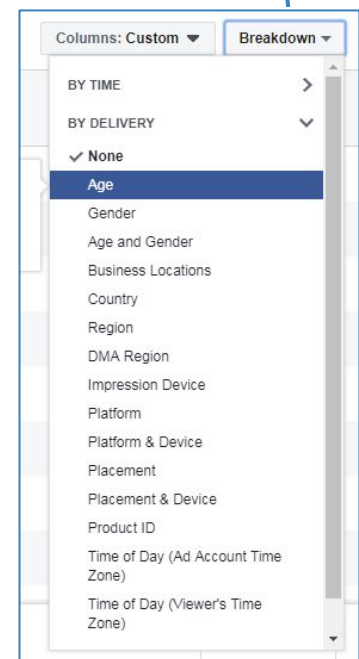 Columns: Custom
Breakdown
BY TIME
BY DELIVERY
None
Age
Gender
Age and Gender
Business Locations
Country
Region
DMA Region
Impression Device
Platform
Platform & Device
Placement
Placement & Device
Product ID
Time of Day (Ad Account Time
Zone)
Time of Day (Viewer's Time
Zone)